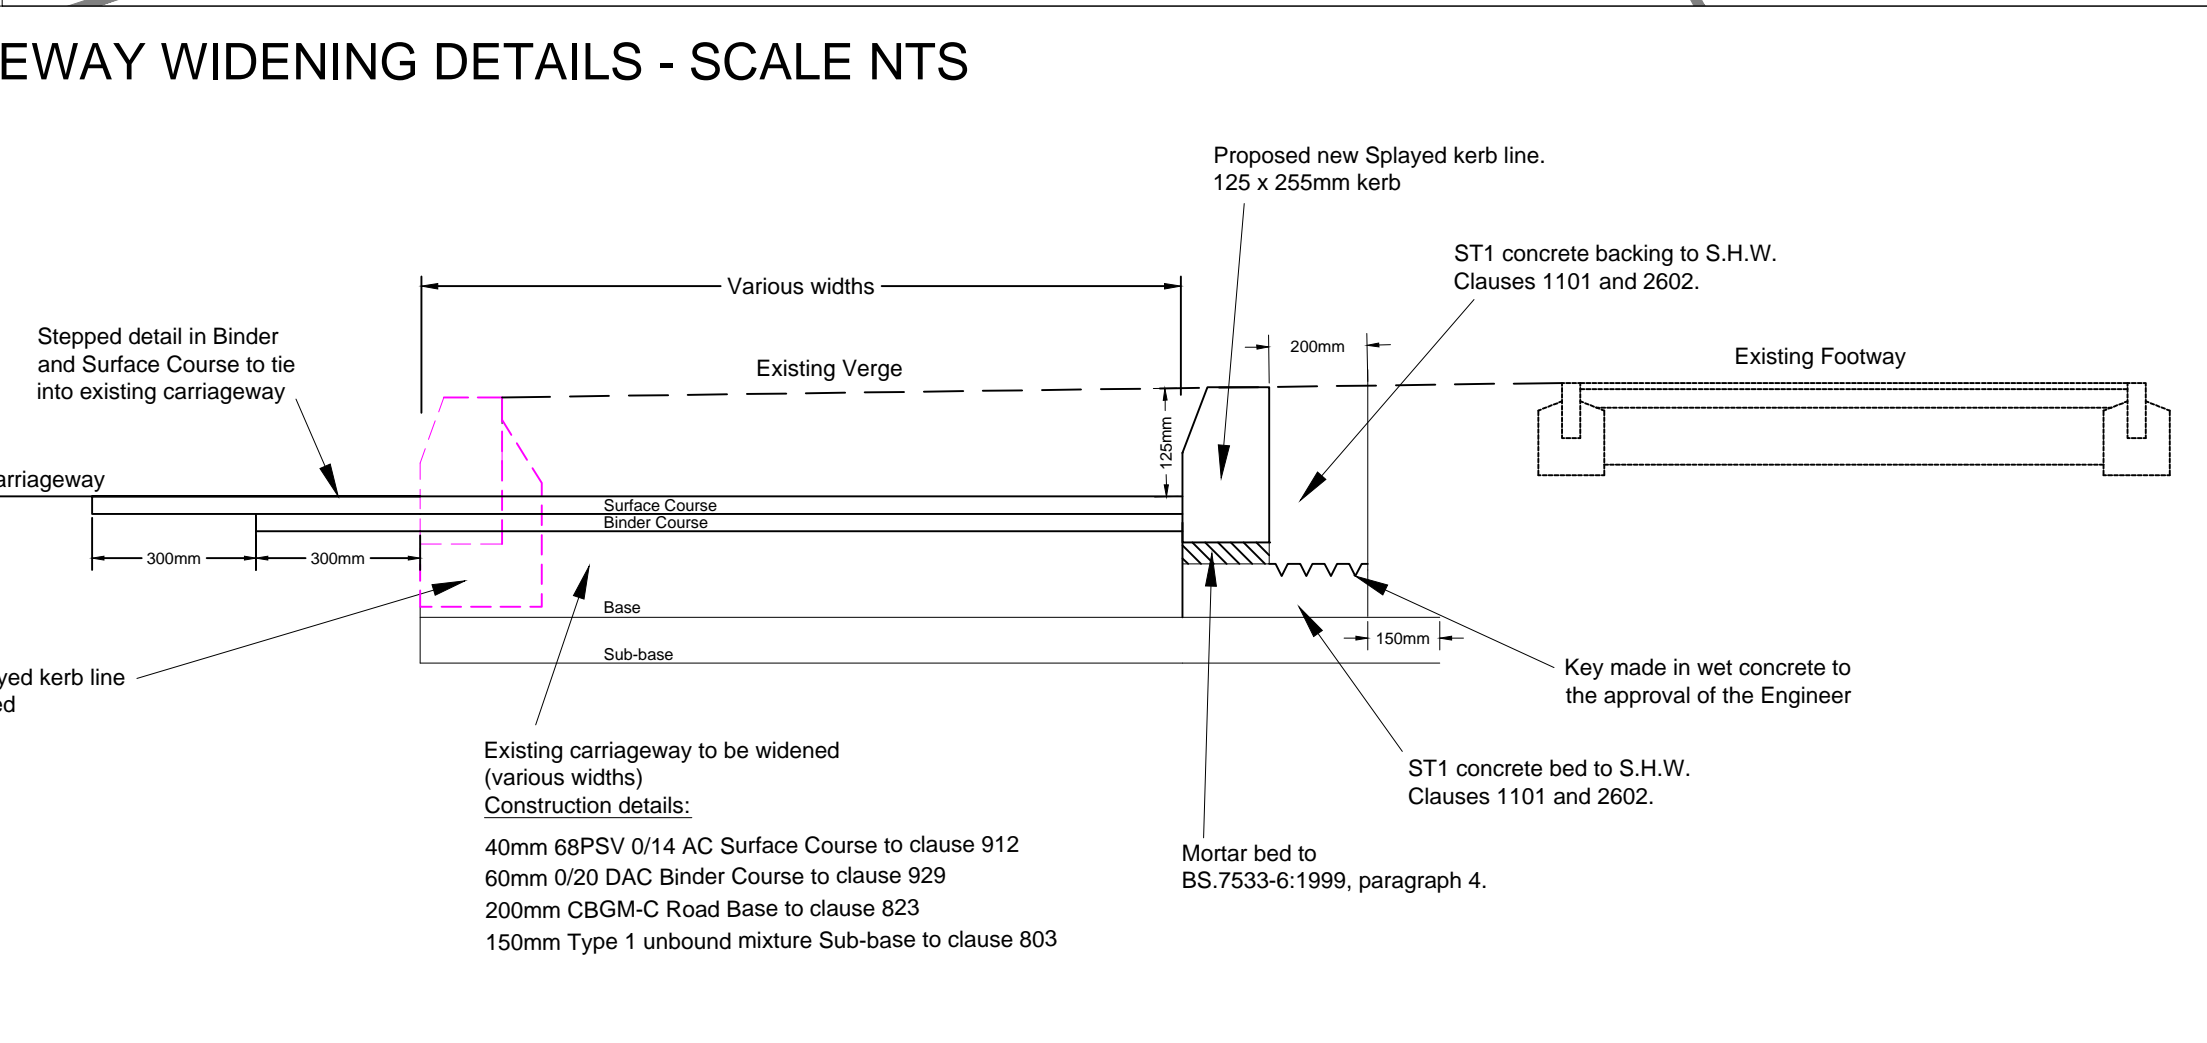 EWAY WIDENING DETAILS - SCALE NTS
Proposed new Splayed kerb line.
125 x 255mm kerb
ST1 concrete backing to S.H.W.
Clauses 1101 and 2602.
Various widths
Stepped detail in Binder
and Surface Course to tie
into existing carriageway
200mm
Existing Verge
Existing Footway
125mm
arriageway
Surface Course
Binder Course
300mm
300mm
Base
150mm
Sub-base
yed kerb line
ed
Key made in wet concrete to
the approval of the Engineer
Existing carriageway to be widened
(various widths)
Construction details:
40mm 68PSV 0/14 AC Surface Course to clause 912
60mm 0/20 DAC Binder Course to clause 929
200mm CBGM-C Road Base to clause 823
150mm Type 1 unbound mixture Sub-base to clause 803
ST1 concrete bed to S.H.W.
Clauses 1101 and 2602.
Mortar bed to
BS.7533-6:1999, paragraph 4.